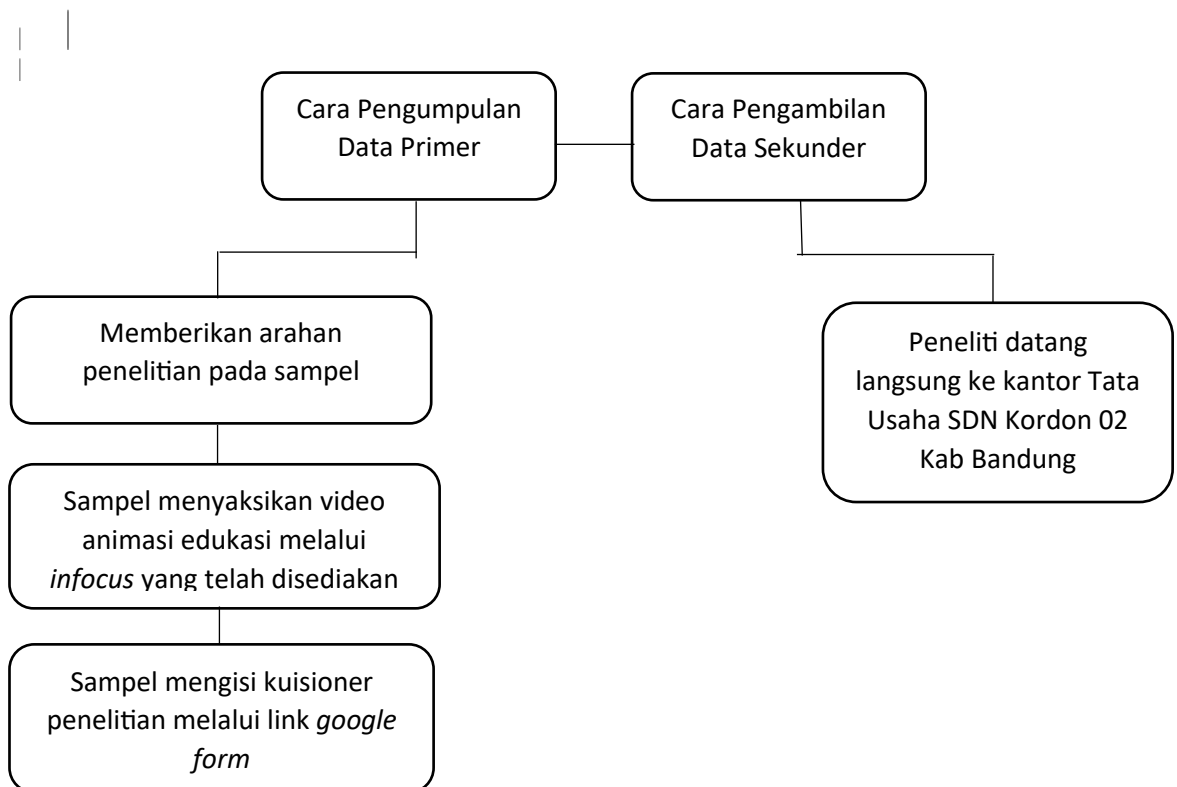 Cara Pengumpulan
Data Primer
Cara Pengambilan
Data Sekunder
Memberikan arahan
penelitian pada sampel
Peneliti datang
langsung ke kantor Tata
Usaha SDN Kordon 02
Kab Bandung
Sampel menyaksikan video
animasi edukasi melalui
infocus yang telah disediakan
Sampel mengisi kuisioner
penelitian melalui link google
form